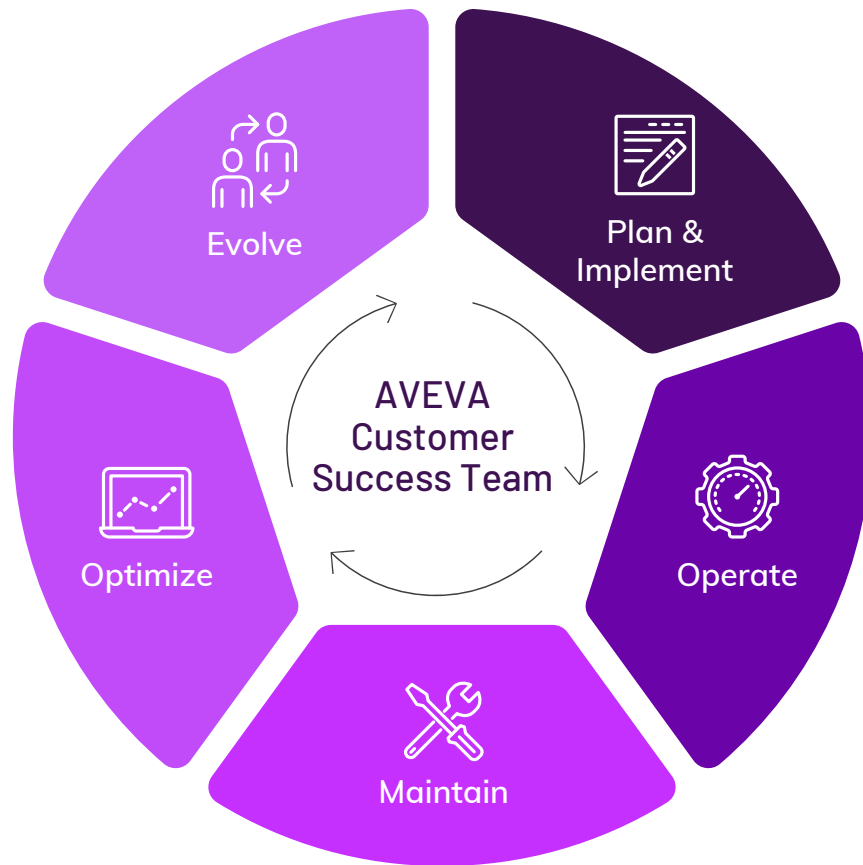 Evolve
Plan &
Implement
AVEVA
Customer
Success Team
Optimize
Operate
Maintain